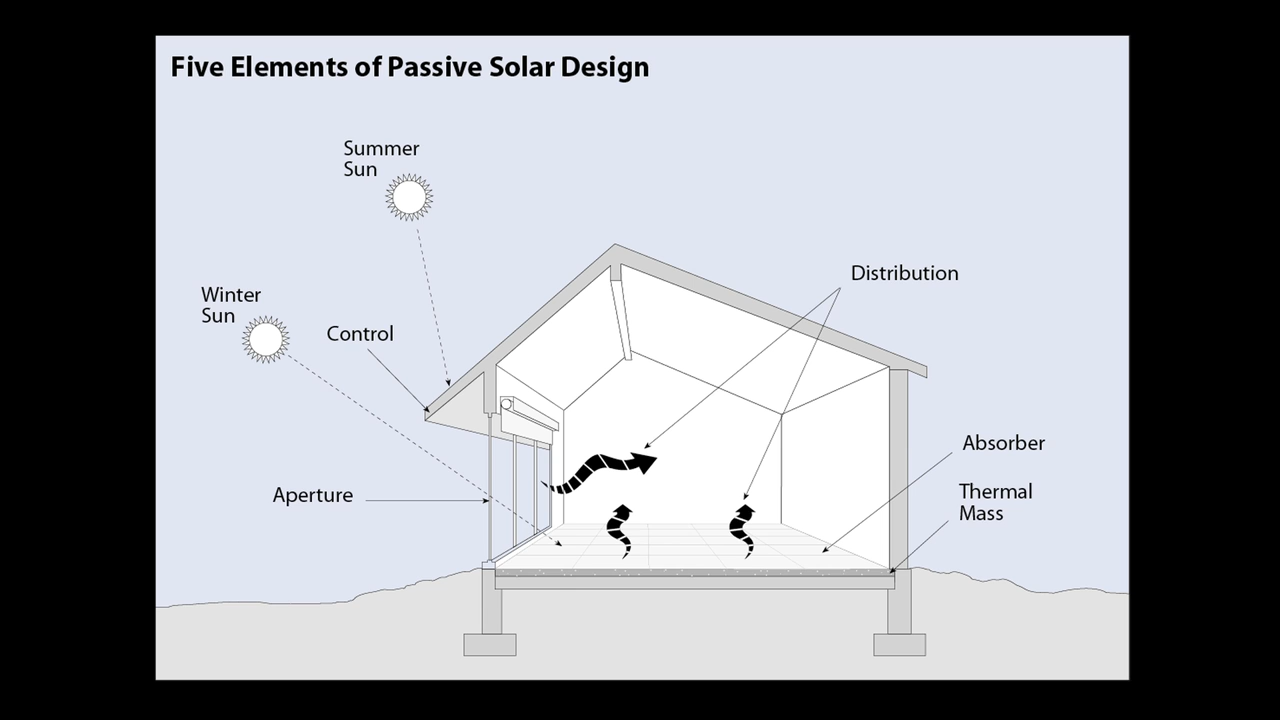 Five Elements of Passive Solar Design
Summer
Sun
Winter
Sun
Control
Distribution
Aperture
Absorber
Thermal
Mass